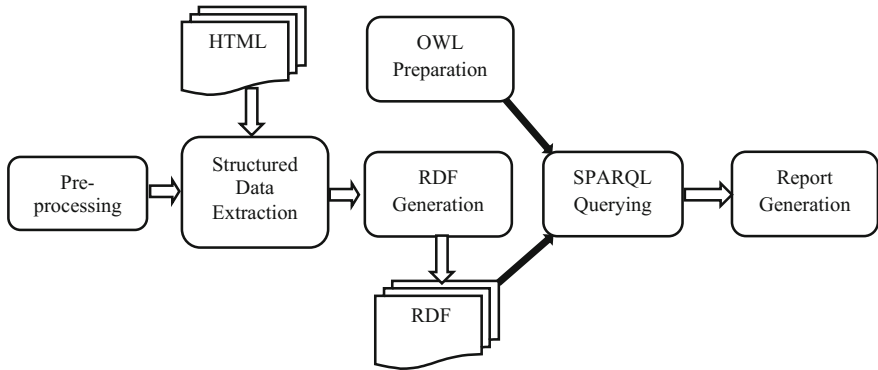 HTML
OWL
Preparation
Pre-
processing
Structured
Data
Extraction
RDF
Generation
SPARQL
Querying
Report
Generation
RDF